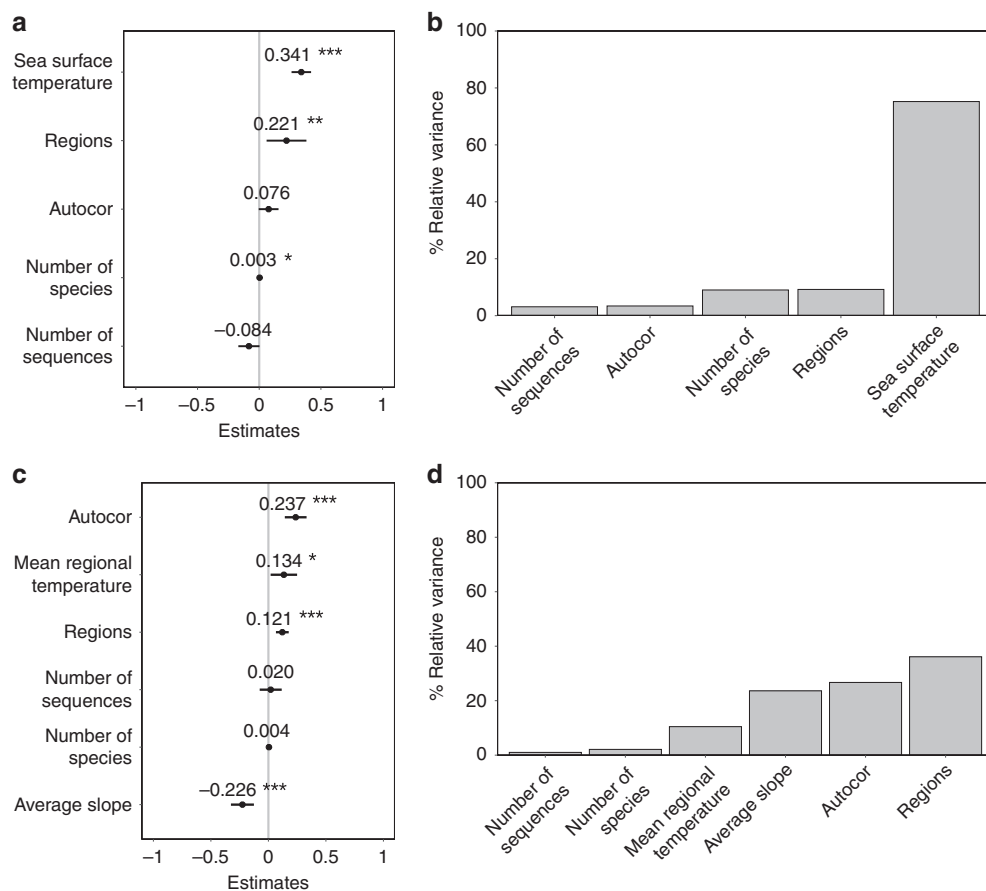 a
Sea surface
temperature
Regions
Autocor
Number of
species
Number of
sequences
0.341 ***
0.221 **
0.076
0.003 *
−0.084
−1 −0.5 0 0.5 1
Estimates
b
% Relative variance
100
80
60
40
20
0
Number of
sequences
Autocor
Number of
species
Regions
Sea surface
temperature
c
Autocor
Mean regional
temperature
Regions
Number of
sequences
Number of
species
Average slope
0.237 ***
0.134 *
0.121 ***
0.020
0.004
−0.226 ***
−1 −0.5 0 0.5 1
Estimates
d
% Relative variance
100
80
60
40
20
0
Number of
sequences
Number of
species
Mean regional
temperature
Average slope
Autocor
Regions